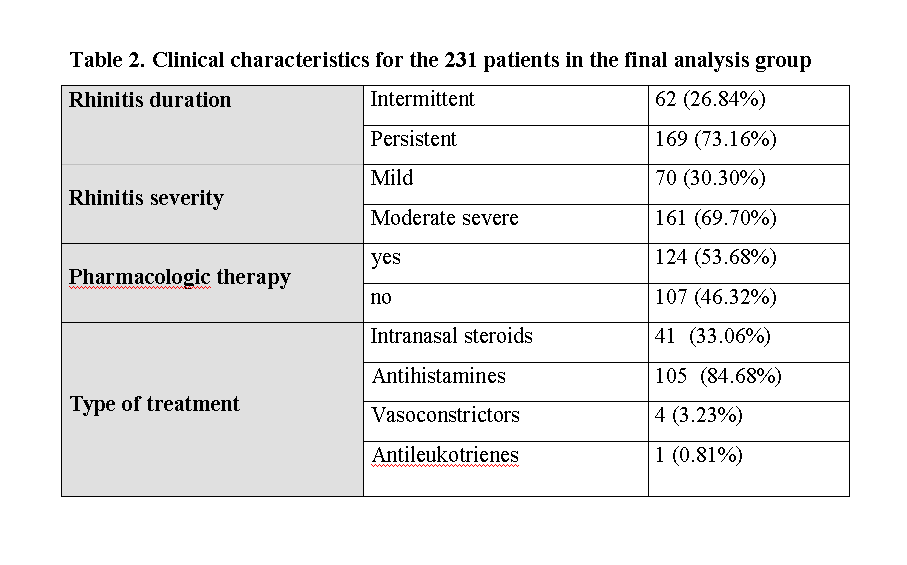 Table 2. Clinical characteristics for the 231 patients in the final analysis group
Rhinitis duration Intermittent 62 (26.84%)
Persistent 169 (73.16%)
Rhinitis severity Mild 70 (30.30%)
Moderate severe 161 (69.70%)
Pharmacologic therapy yes 124 (53.68%)
no 107 (46.32%)
Type of treatment Intranasal steroids 41 (33.06%)
Antihistamines 105 (84.68%)
Vasoconstrictors 4 (3.23%)
Antileukotrienes 1 (0.81%)